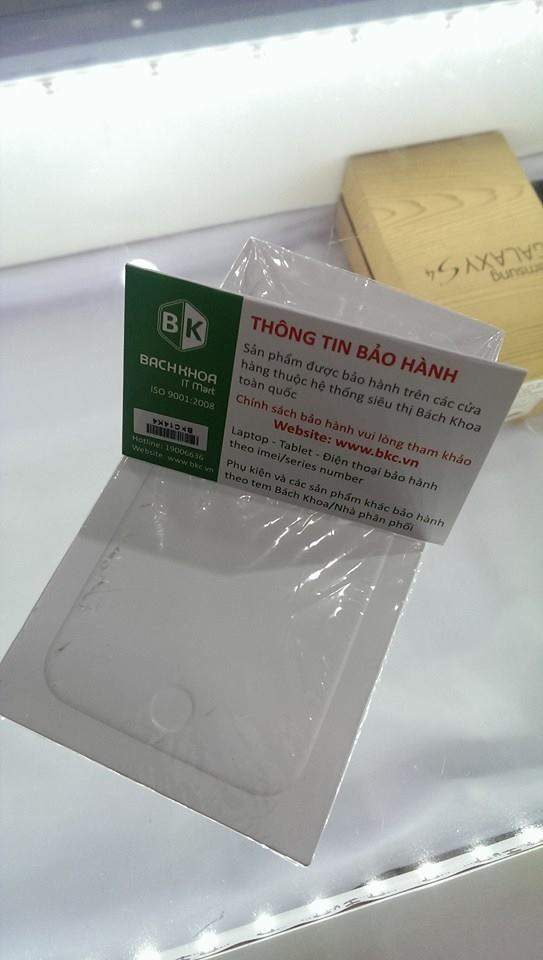 BK
BACH KHOA
IT Mart
ISO 9001:2008
BKC14K4
Hotline: 19006636
Website: www.bkc.vn
THÔNG TIN BẢO HÀNH
Sản phẩm được bảo hành trên các cửa
hàng thuộc hệ thống siêu thị Bách Khoa
toàn quốc
Chính sách bảo hành vui lòng tham khảo
Website: www.bkc.vn
Laptop - Tablet - Điện thoại bảo hành
theo imei/series number
Phụ kiện và các sản phẩm khác bảo hành
theo tem Bách Khoa/Nhà phân phối
SAMSUNG
GALAXY S4